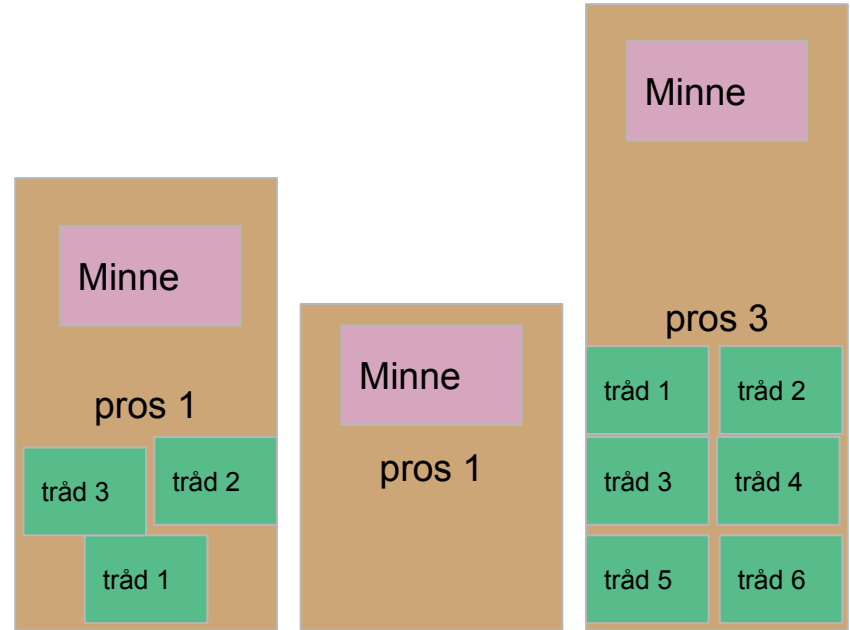 Minne
pros 1
tråd 3
tråd 2
tråd 1
Minne
pros 1
Minne
pros 3
tråd 1
tråd 2
tråd 3
tråd 4
tråd 5
tråd 6